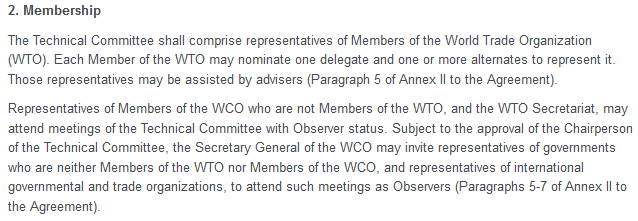 2. Membership
The Technical Committee shall comprise representatives of Members of the World Trade Organization
(WTO). Each Member of the WTO may nominate one delegate and one or more alternates to represent it.
Those representatives may be assisted by advisers (Paragraph 5 of Annex II to the Agreement).
Representatives of Members of the WCO who are not Members of the WTO, and the WTO Secretariat, may
attend meetings of the Technical Committee with Observer status. Subject to the approval of the Chairperson
of the Technical Committee, the Secretary General of the WCO may invite representatives of governments
who are neither Members of the WTO nor Members of the WCO, and representatives of international
governmental and trade organizations, to attend such meetings as Observers (Paragraphs 5-7 of Annex II to
the Agreement).